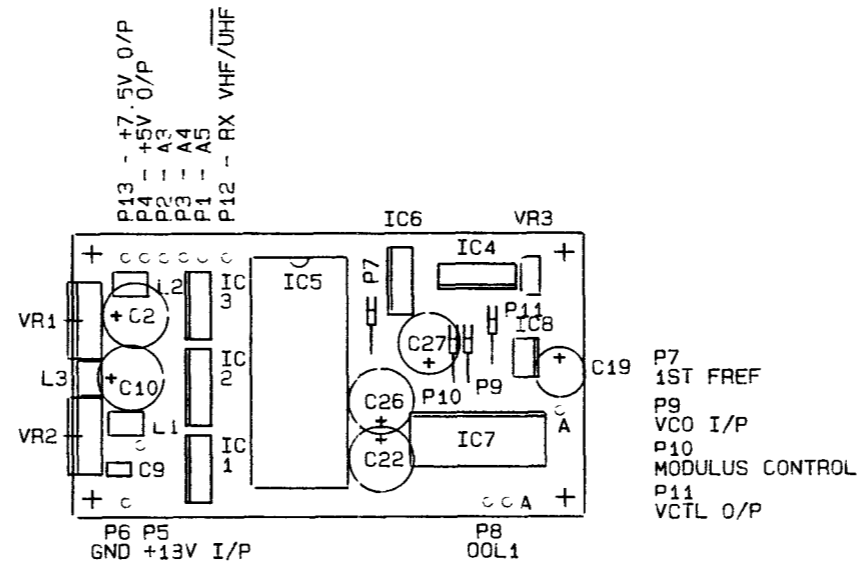 P13 - +7.5V O/P
P4 - +5V O/P
P2 - A3
P3 - A4
P1 - A5
P12 - RX VHF/UHF
IC6
VR3
IC4
P7
IC5
L2
IC
3
C2
VR1
P11
IC8
C27
C19
L3
C10
IC
2
P10
P9
C26
A
VR2
L1
IC7
C22
IC
1
C9
A
P6 P5
GND +13V I/P
P8
OOL1
P7
1ST FREF
P9
VCO I/P
P10
MODULUS CONTROL
P11
VCTL O/P